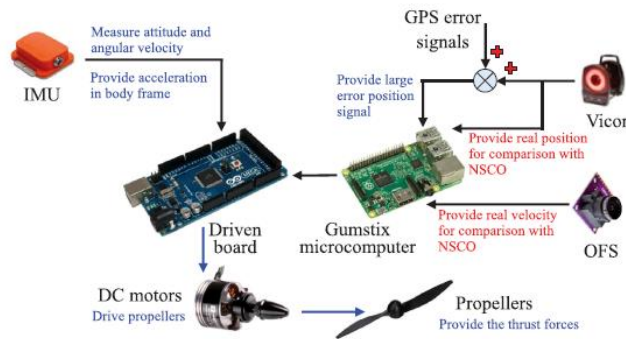 GPS error
signals
Measure attitude and
angular velocity
Provide acceleration
in body frame
IMU
Provide large
error position
signal
Vicon
Provide real position
for comparison with
NSCO
Provide real velocity
for comparison with
NSCO
OFS
Driven
board
Gumstix
microcomputer
DC motors
Drive propellers
Propellers
Provide the thrust forces